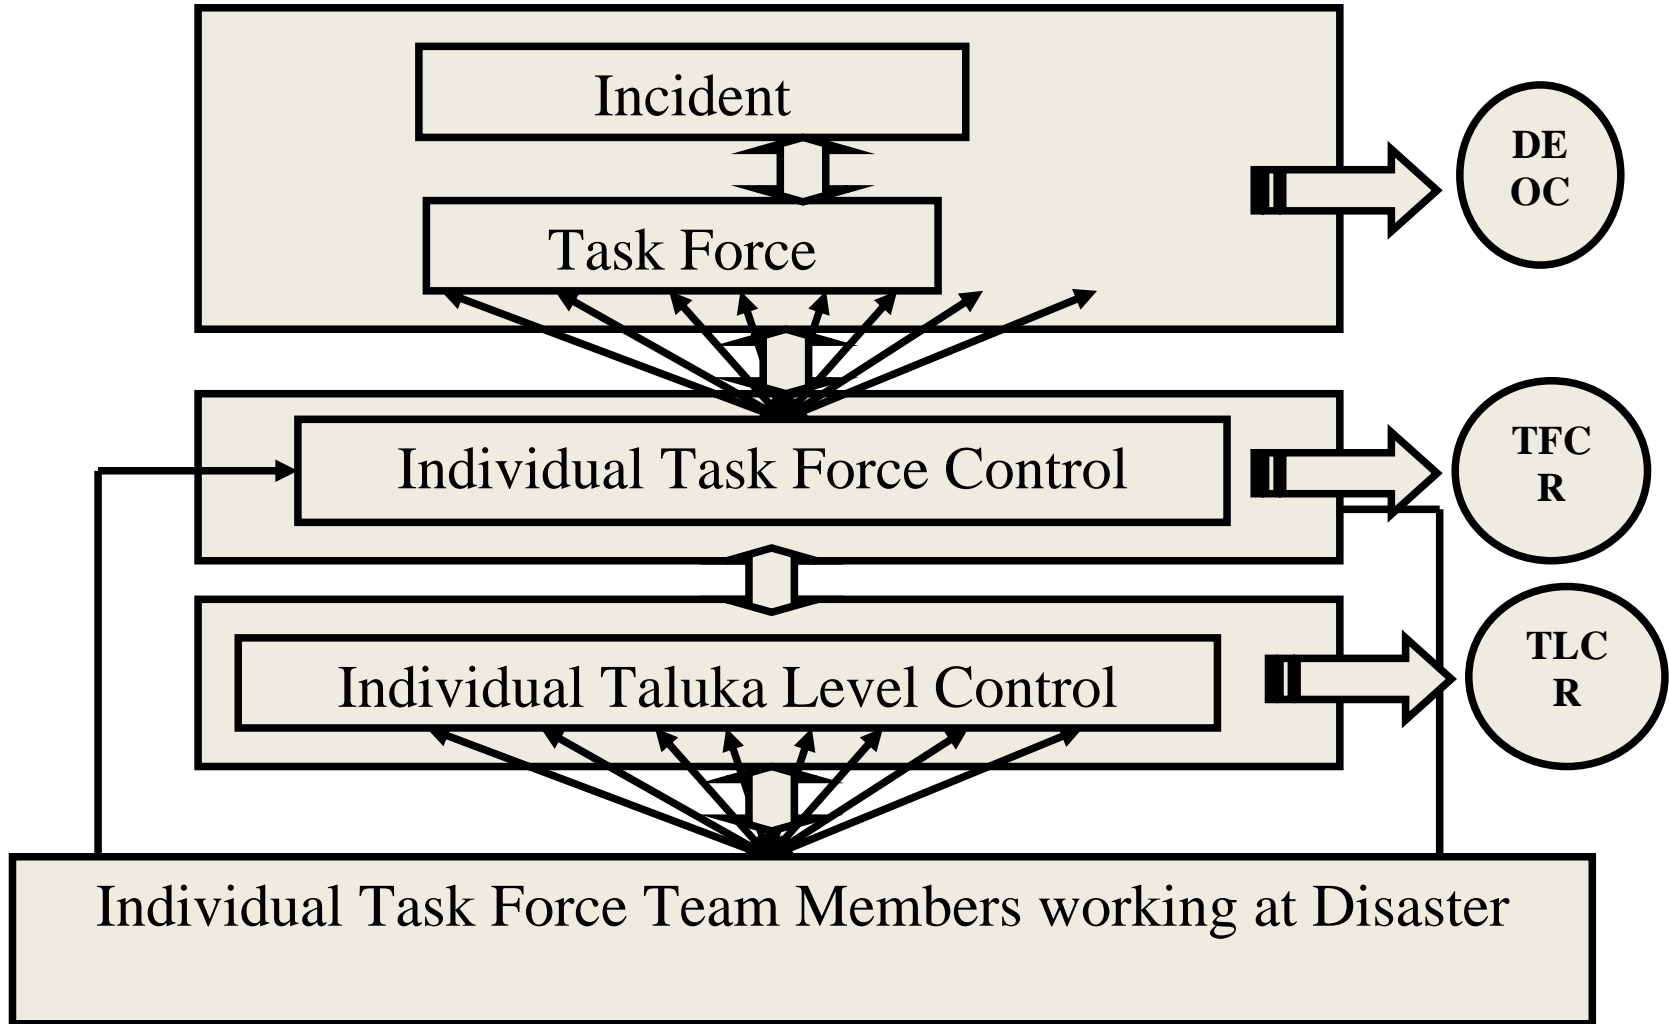 Incident
DE
OC
Task Force
Individual Task Force Control
TFC
R
Individual Taluka Level Control
TLC
R
Individual Task Force Team Members working at Disaster